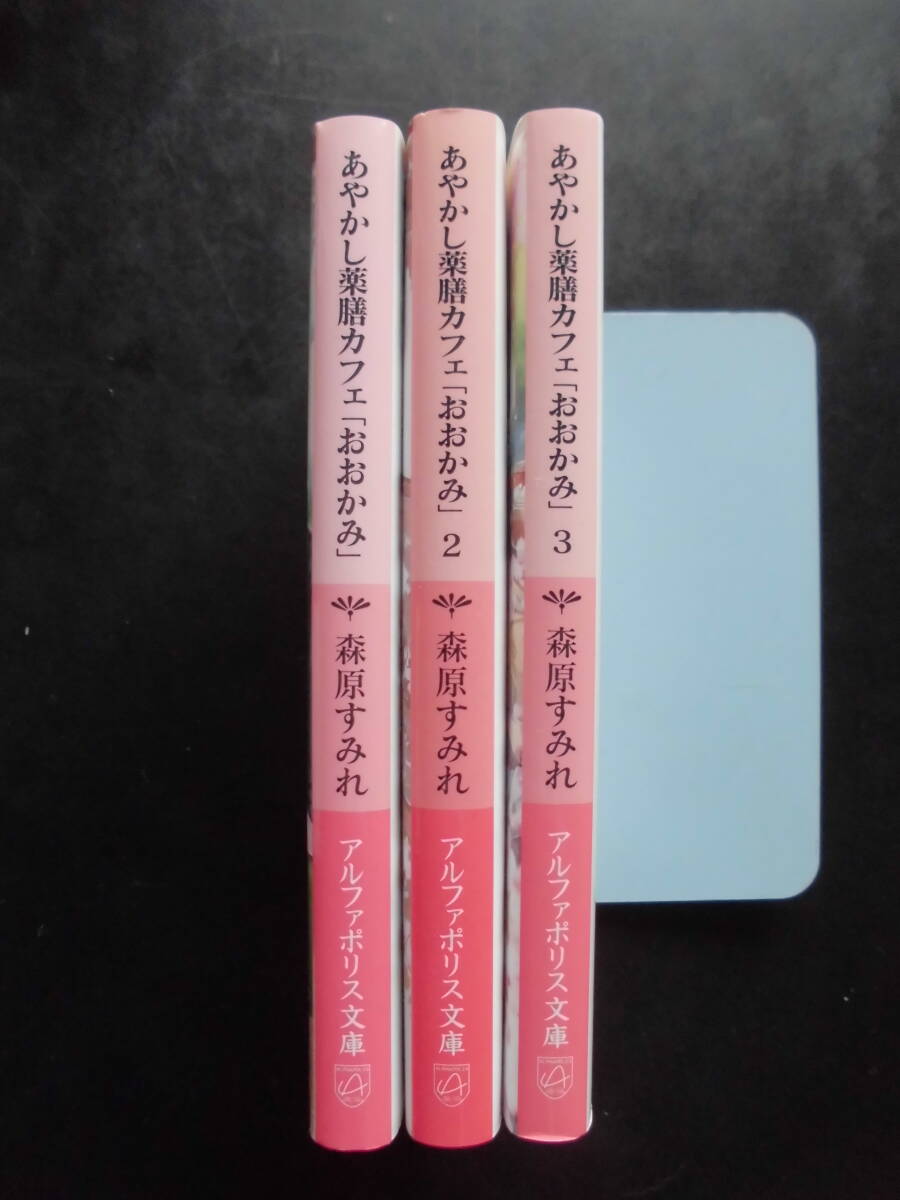 あやかし薬膳カフェ「おおかみ」
森原すみれ
アルファポリス文庫
あやかし薬膳カフェ「おおかみ」2
森原すみれ
アルファポリス文庫
あやかし薬膳カフェ「おおかみ」3
森原すみれ
アルファポリス文庫